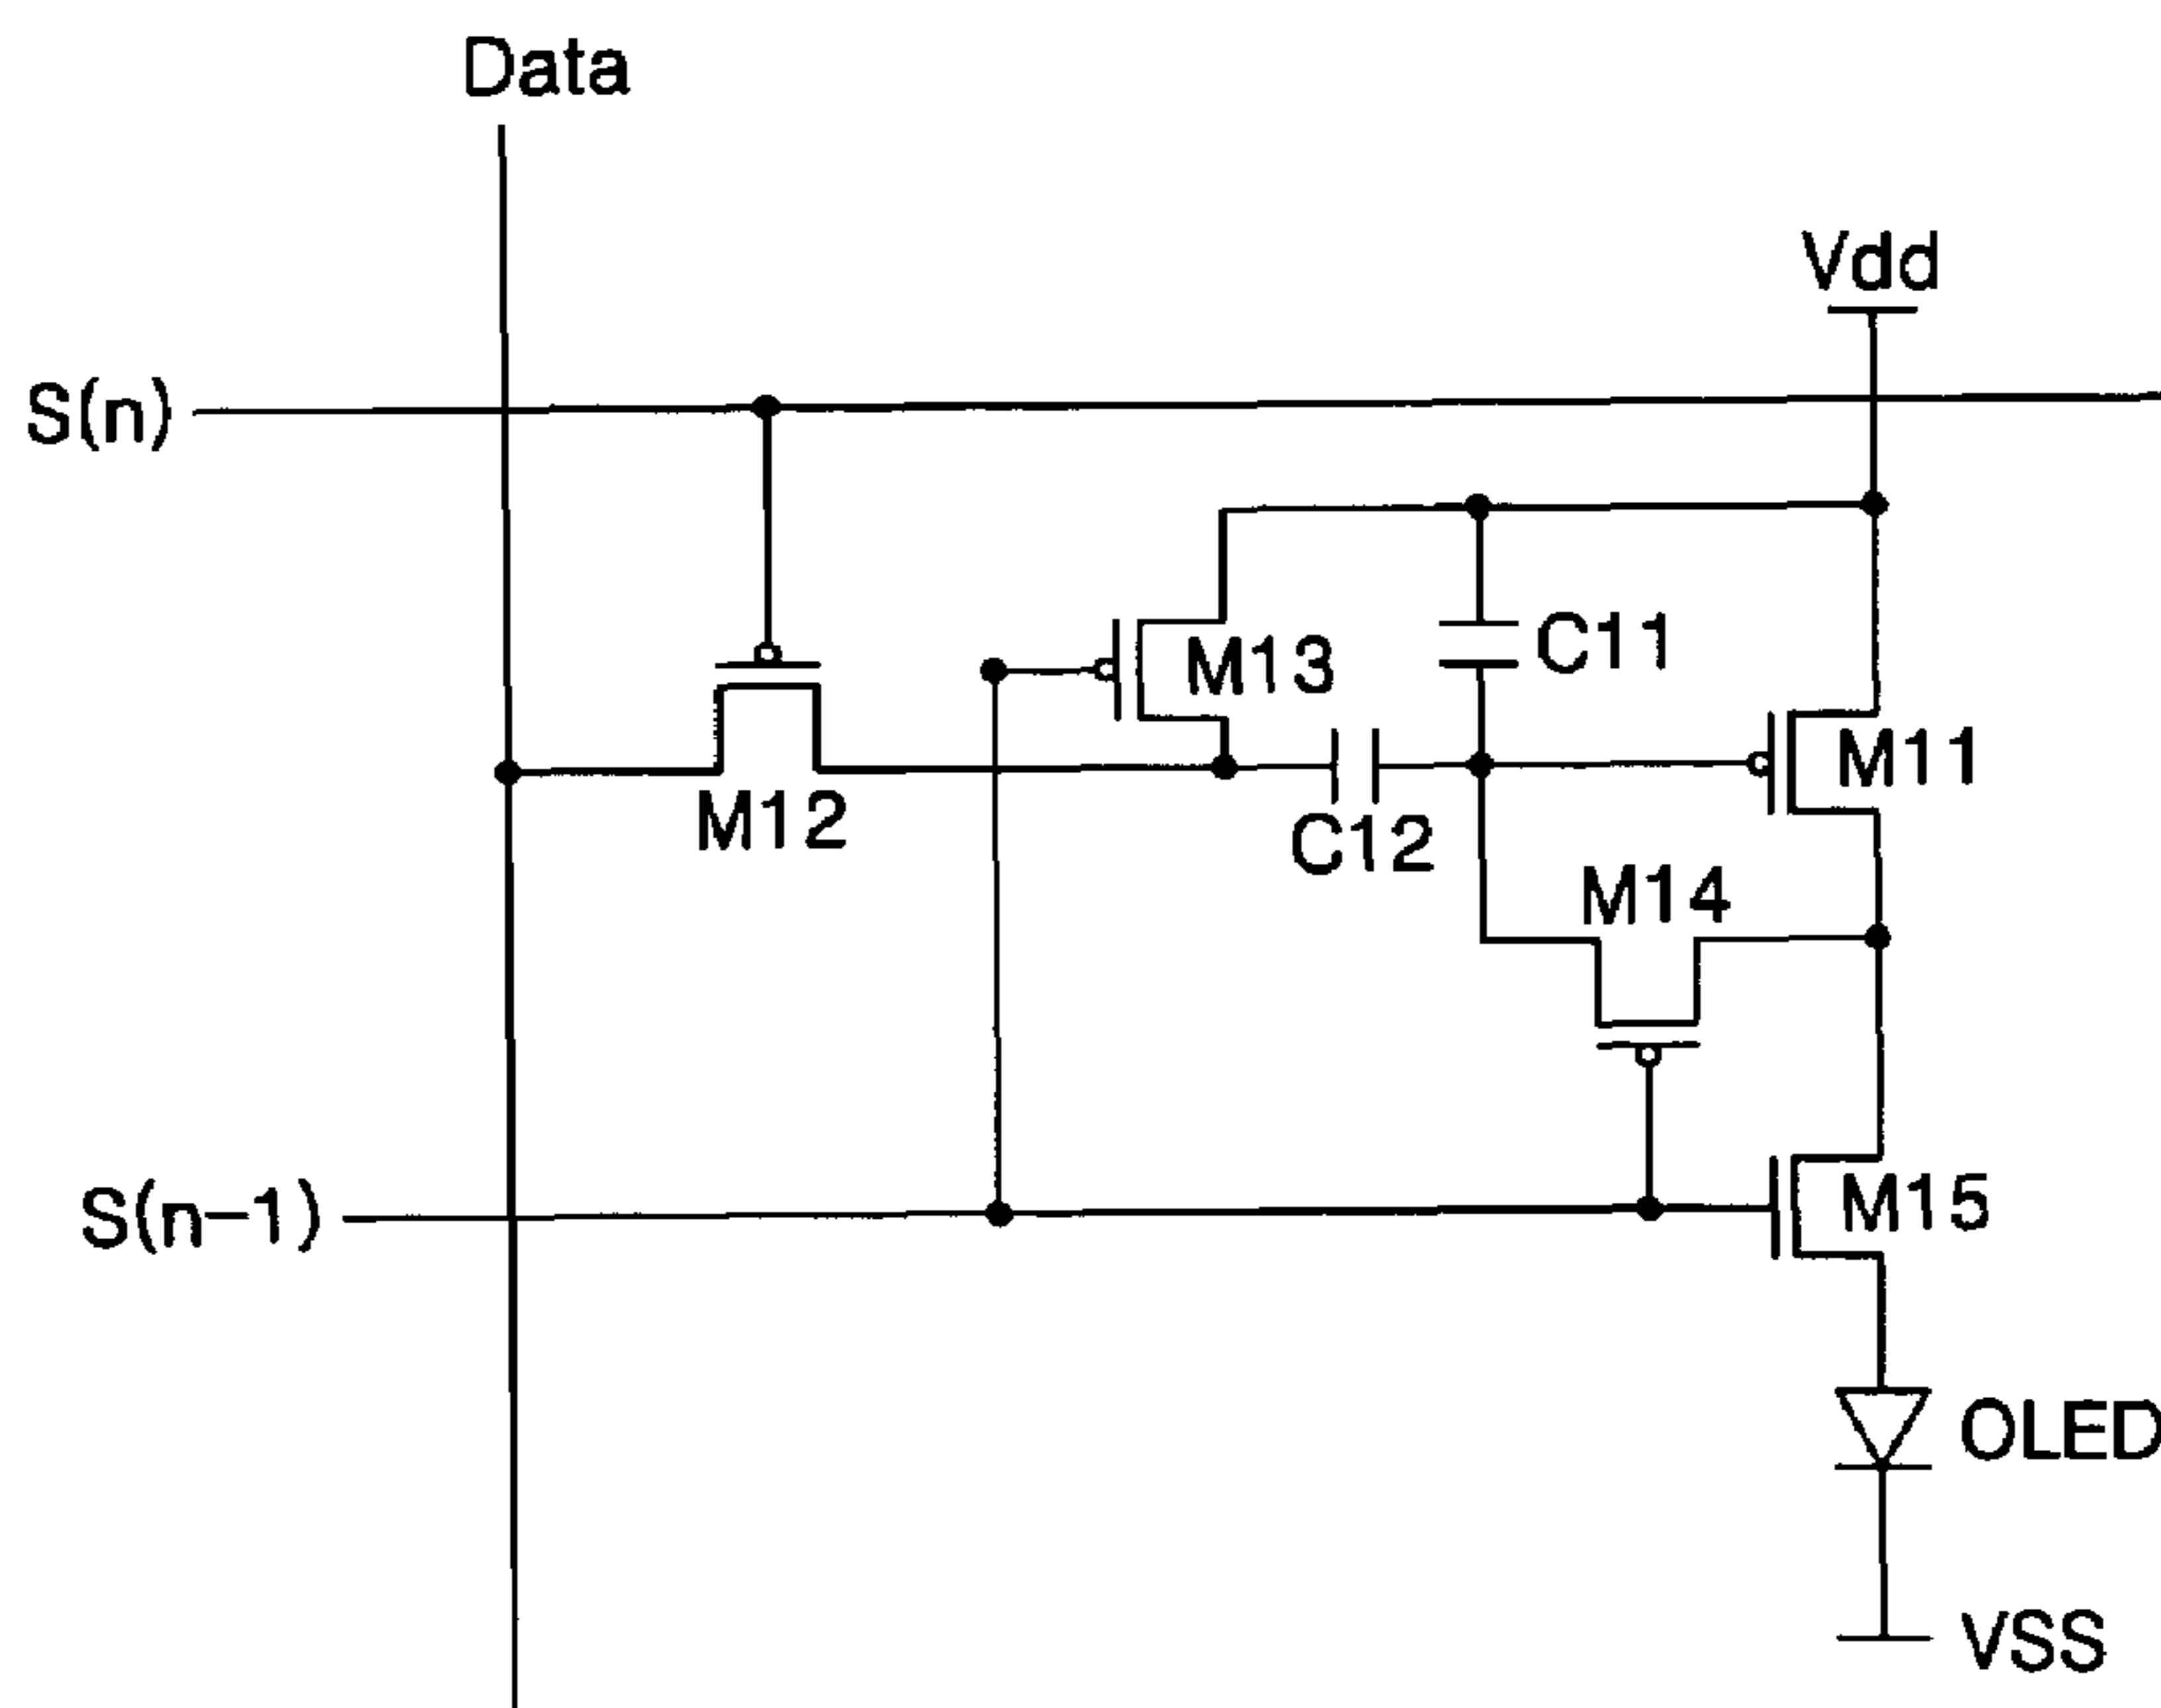 Data
Vdd
S(n)
C11
M13
M11
M12
C12
M14
S(n-1)
M15
OLED
VSS